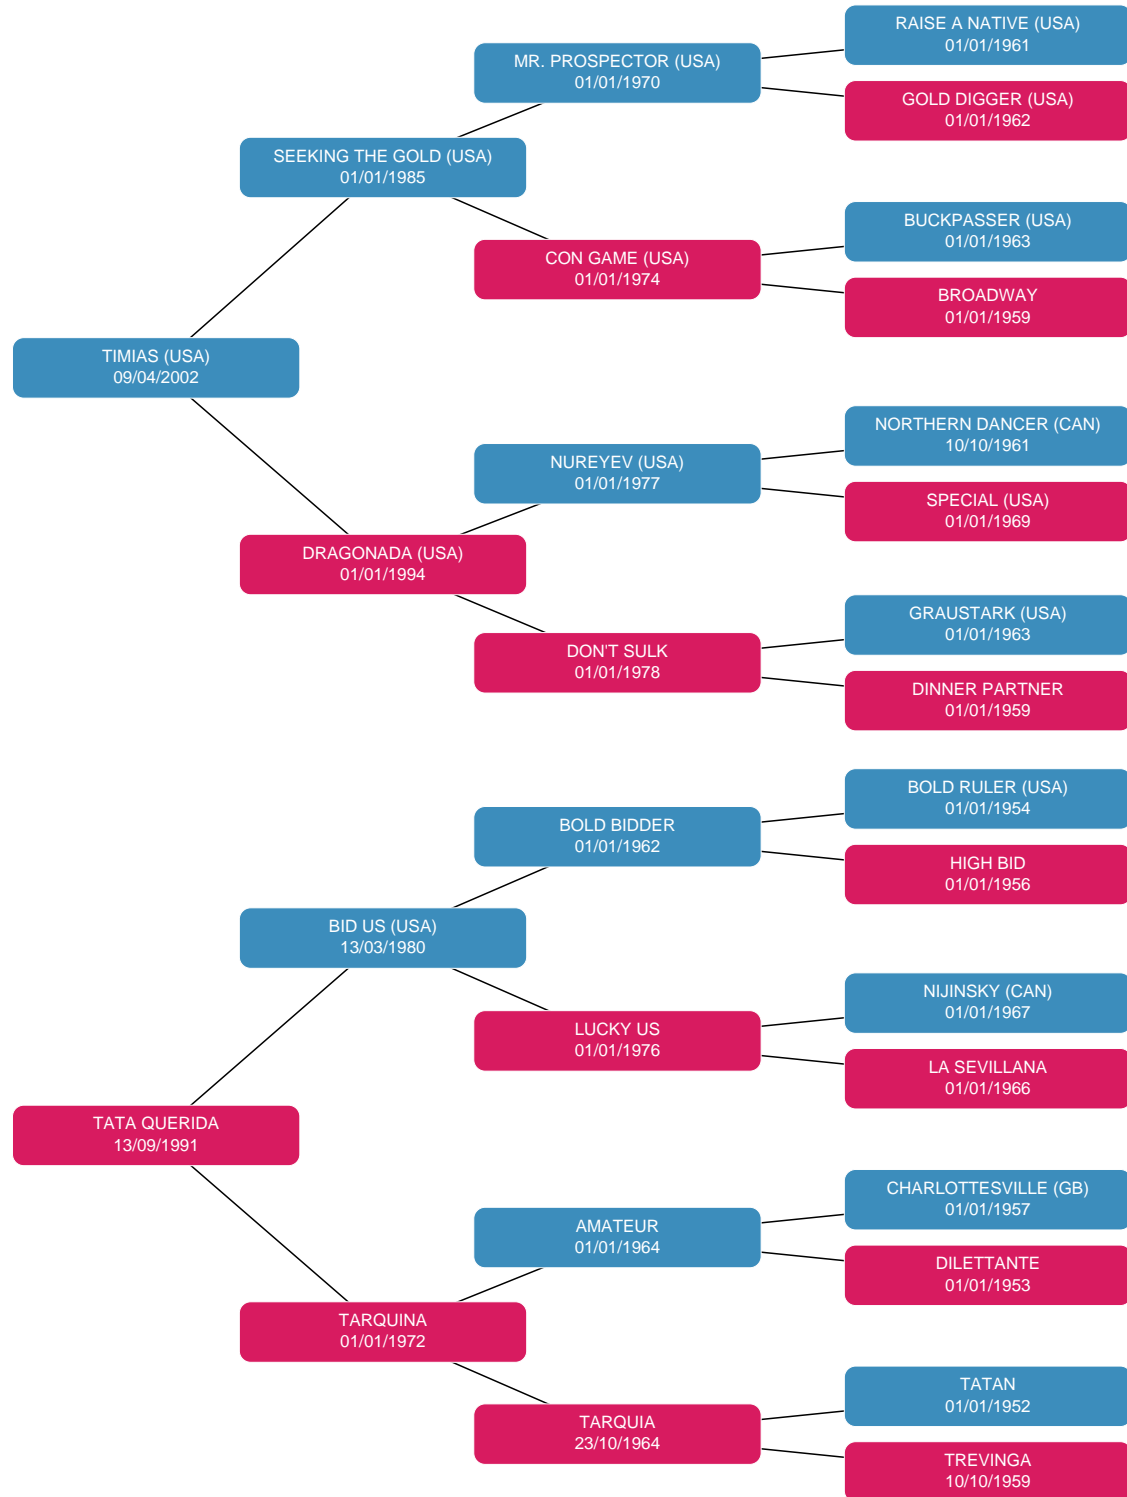 RAISE A NATIVE (USA)
01/01/1961
MR. PROSPECTOR (USA)
01/01/1970
GOLD DIGGER (USA)
01/01/1962
SEEKING THE GOLD (USA)
01/01/1985
BUCKPASSER (USA)
01/01/1963
CON GAME (USA)
01/01/1974
BROADWAY
01/01/1959
TIMIAS (USA)
09/04/2002
NORTHERN DANCER (CAN)
10/10/1961
NUREYEV (USA)
01/01/1977
SPECIAL (USA)
01/01/1969
DRAGONADA (USA)
01/01/1994
GRAUSTARK (USA)
01/01/1963
DON'T SULK
01/01/1978
DINNER PARTNER
01/01/1959
BOLD RULER (USA)
01/01/1954
BOLD BIDDER
01/01/1962
HIGH BID
01/01/1956
BID US (USA)
13/03/1980
NIJINSKY (CAN)
01/01/1967
LUCKY US
01/01/1976
LA SEVILLANA
01/01/1966
TATA QUERIDA
13/09/1991
CHARLOTTESVILLE (GB)
01/01/1957
AMATEUR
01/01/1964
DILETTANTE
01/01/1953
TARQUINA
01/01/1972
TATAN
01/01/1952
TARQUIA
23/10/1964
TREVINGA
10/10/1959